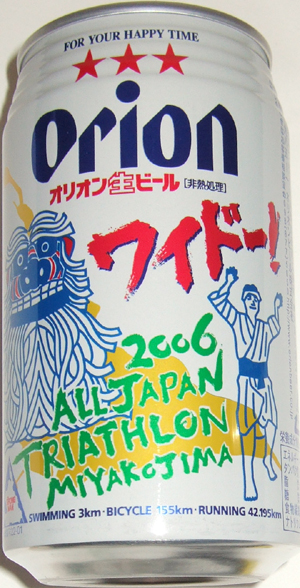 FOR YOUR HAPPY TIME
Orion
オリオン生ビール [非熱処理]
ワイドー!
2006
ALL JAPAN
TRIATHLON
MIYAKOJIMA
SWIMMING 3km・BICYCLE 155km・RUNNING 42.195km